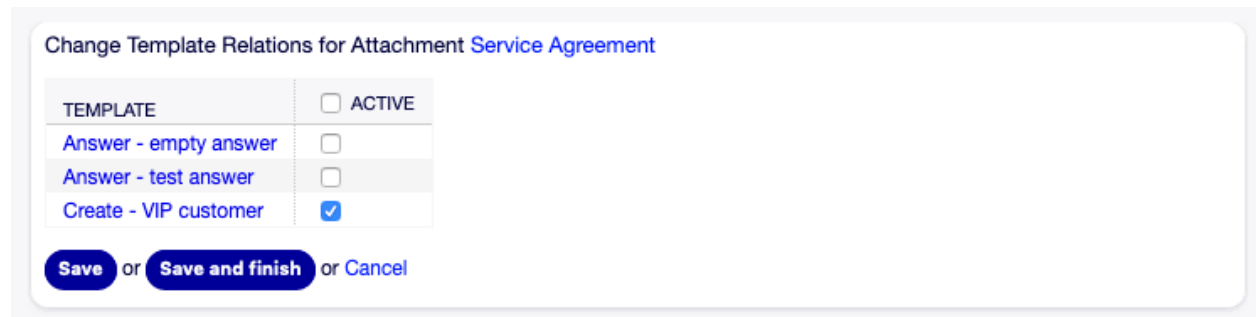 Change Template Relations for Attachment Service Agreement
TEMPLATE ACTIVE
Answer - empty answer
Answer - test answer
Create - VIP customer
Save or Save and finish or Cancel